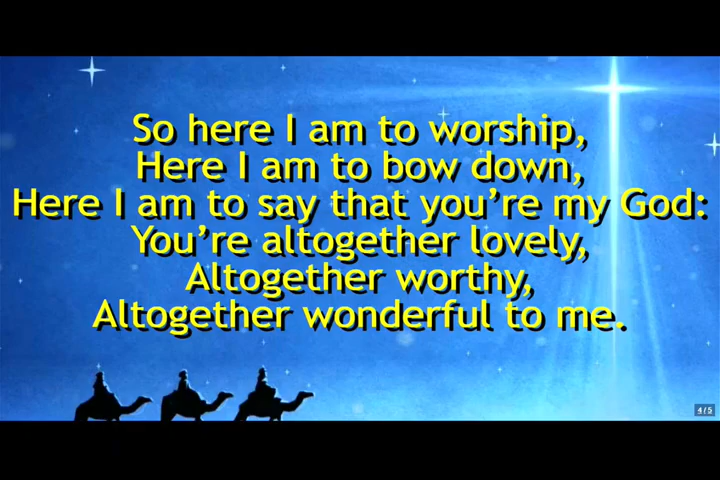 So here I am to worship,
Here I am to bow down,
Here I am to say that you’re my God:
You’re altogether lovely,
Altogether worthy,
Altogether wonderful to me.
4/5